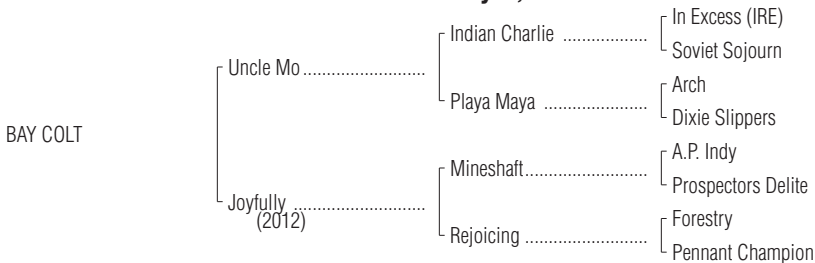 In Excess (IRE)
Indian Charlie ....................
Soviet Sojourn
Uncle Mo ..........................
Arch
Playa Maya ........................
Dixie Slippers
BAY COLT
A.P. Indy
Mineshaft..........................
Prospectors Delite
Joyfully ............................
(2012)
Forestry
Rejoicing ..........................
Pennant Champion